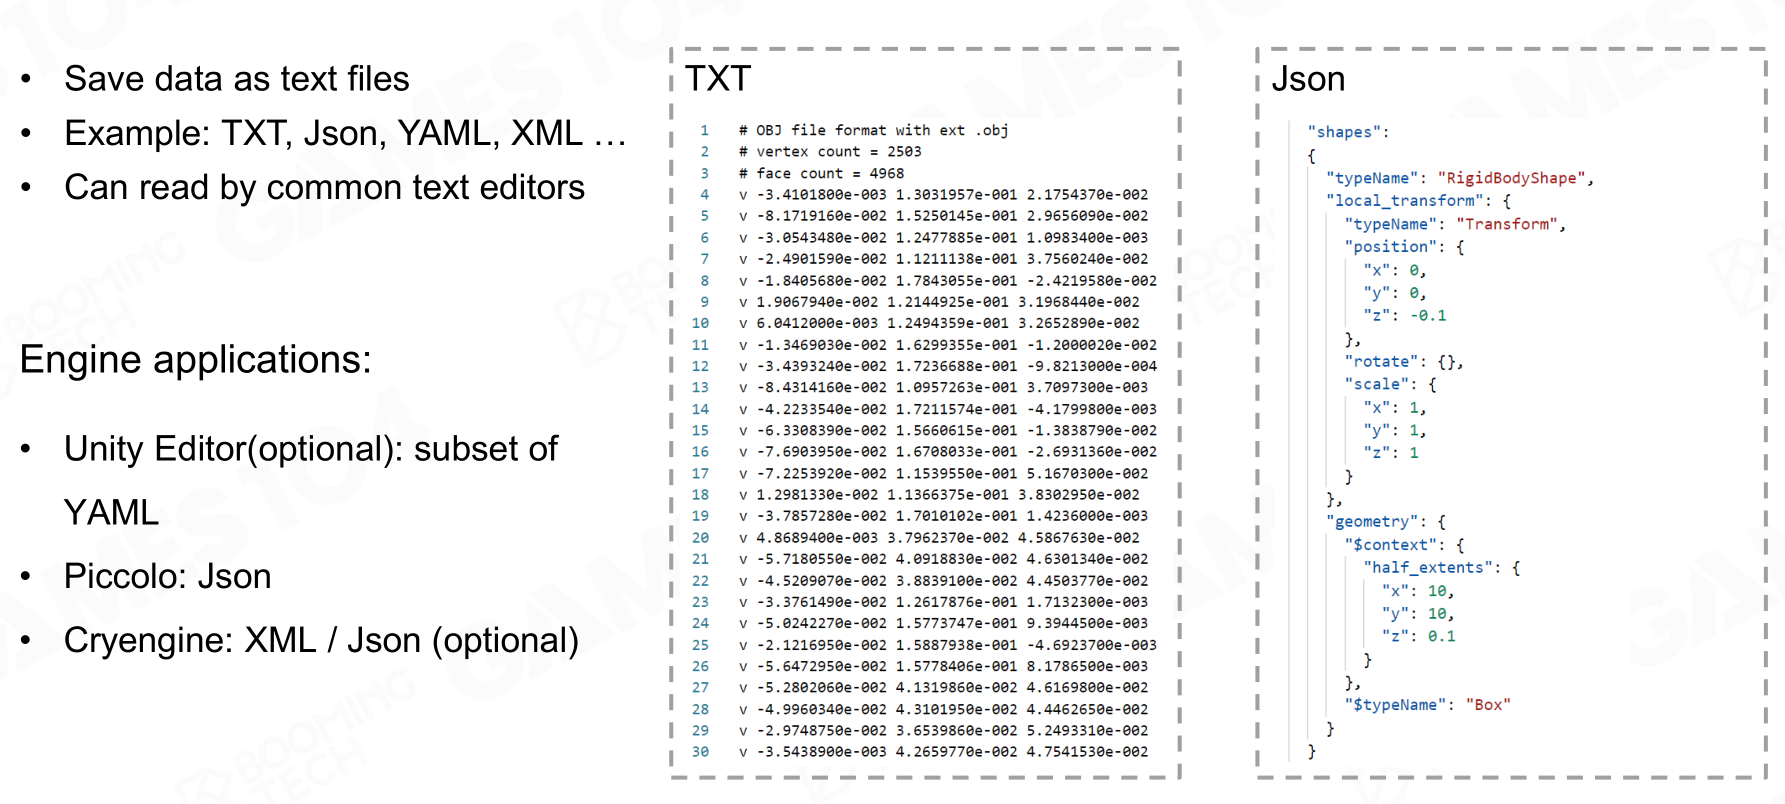 • Save data as text files
• Example: TXT, Json, YAML, XML …
• Can read by common text editors
Engine applications:
• Unity Editor(optional): subset of
YAML
• Piccolo: Json
• Cryengine: XML / Json (optional)
TXT
1 # OBJ file format with ext .obj
2 # vertex count = 2503
3 # face count = 4968
4 v -3.4101800e-003 1.3031957e-001 2.1754370e-002
5 v -8.1719160e-002 1.5250145e-001 2.9656090e-002
6 v -3.0543480e-002 1.2477885e-001 1.0983400e-003
7 v -2.4901590e-002 1.1211138e-001 3.7560240e-002
8 v -1.8405680e-002 1.7843055e-001 -2.4219580e-002
9 v 1.9067940e-002 1.2144925e-001 3.1968440e-002
10 v 6.0412000e-003 1.2494359e-001 3.2652890e-002
11 v -1.3469030e-002 1.6299355e-001 -1.2000020e-002
12 v -3.4393240e-002 1.7236688e-001 -9.8213000e-004
13 v -8.4314160e-002 1.0957263e-001 3.7097300e-003
14 v -4.2233540e-002 1.7211574e-001 -4.1799800e-003
15 v -6.3308390e-002 1.5660615e-001 -1.3838790e-002
16 v -7.6903950e-002 1.6708033e-001 -2.6931360e-002
17 v -7.2253920e-002 1.1539550e-001 5.1670300e-002
18 v 1.2981330e-002 1.1366375e-001 3.8302950e-002
19 v -3.7857280e-002 1.7010102e-001 1.4236000e-003
20 v 4.8689400e-003 3.7962370e-002 4.5867630e-002
21 v -5.7180550e-002 4.0918830e-002 4.6301340e-002
22 v -4.5209070e-002 3.8839100e-002 4.4503770e-002
23 v -3.3761490e-002 1.2617876e-001 1.7132300e-003
24 v -5.0242270e-002 1.5773747e-001 9.3944500e-003
25 v -2.1216950e-002 1.5887938e-001 -4.6923700e-003
26 v -5.6472950e-002 1.5778406e-001 8.1786500e-003
27 v -5.2802060e-002 4.1319860e-002 4.6169800e-002
28 v -4.9960340e-002 4.3101950e-002 4.4462650e-002
29 v -2.9748750e-002 3.6539860e-002 5.2493310e-002
30 v -3.5438900e-003 4.2659770e-002 4.7541530e-002
Json
"shapes":
{
"typeName": "RigidBodyShape",
"local_transform": {
"typeName": "Transform",
"position": {
"x": 0,
"y": 0,
"z": -0.1
},
"rotate": {},
"scale": {
"x": 1,
"y": 1,
"z": 1
}
},
"geometry": {
"$context": {
"half_extents": {
"x": 10,
"y": 10,
"z": 0.1
}
},
"$typeName": "Box"
}
}
GAMES104
BOOMING
TECH